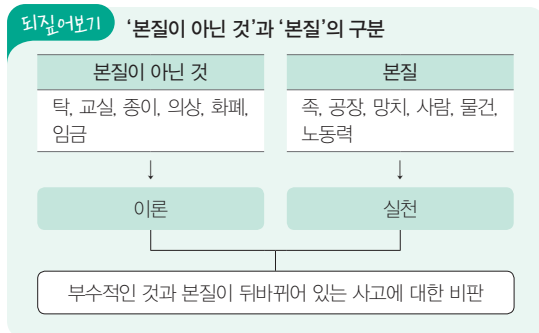 되짚어보기 '본질이 아닌 것'과 '본질'의 구분
본질이 아닌 것
탁, 교실, 종이, 의상, 화폐,
임금
↓
이론
본질
족, 공장, 망치, 사람, 물건,
노동력
↓
실천
부수적인 것과 본질이 뒤바뀌어 있는 사고에 대한 비판